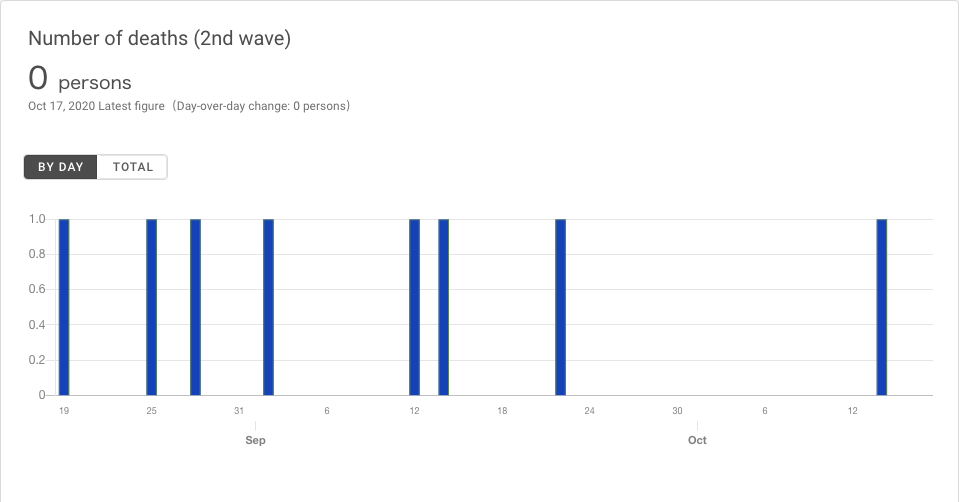 Number of deaths (2nd wave)
0 persons
Oct 17, 2020 Latest figure（Day-over-day change: 0 persons）
BY DAY TOTAL
1.0
0.8
0.6
0.4
0.2
0
19 25 31 6 12 18 24 30 6 12
Sep Oct